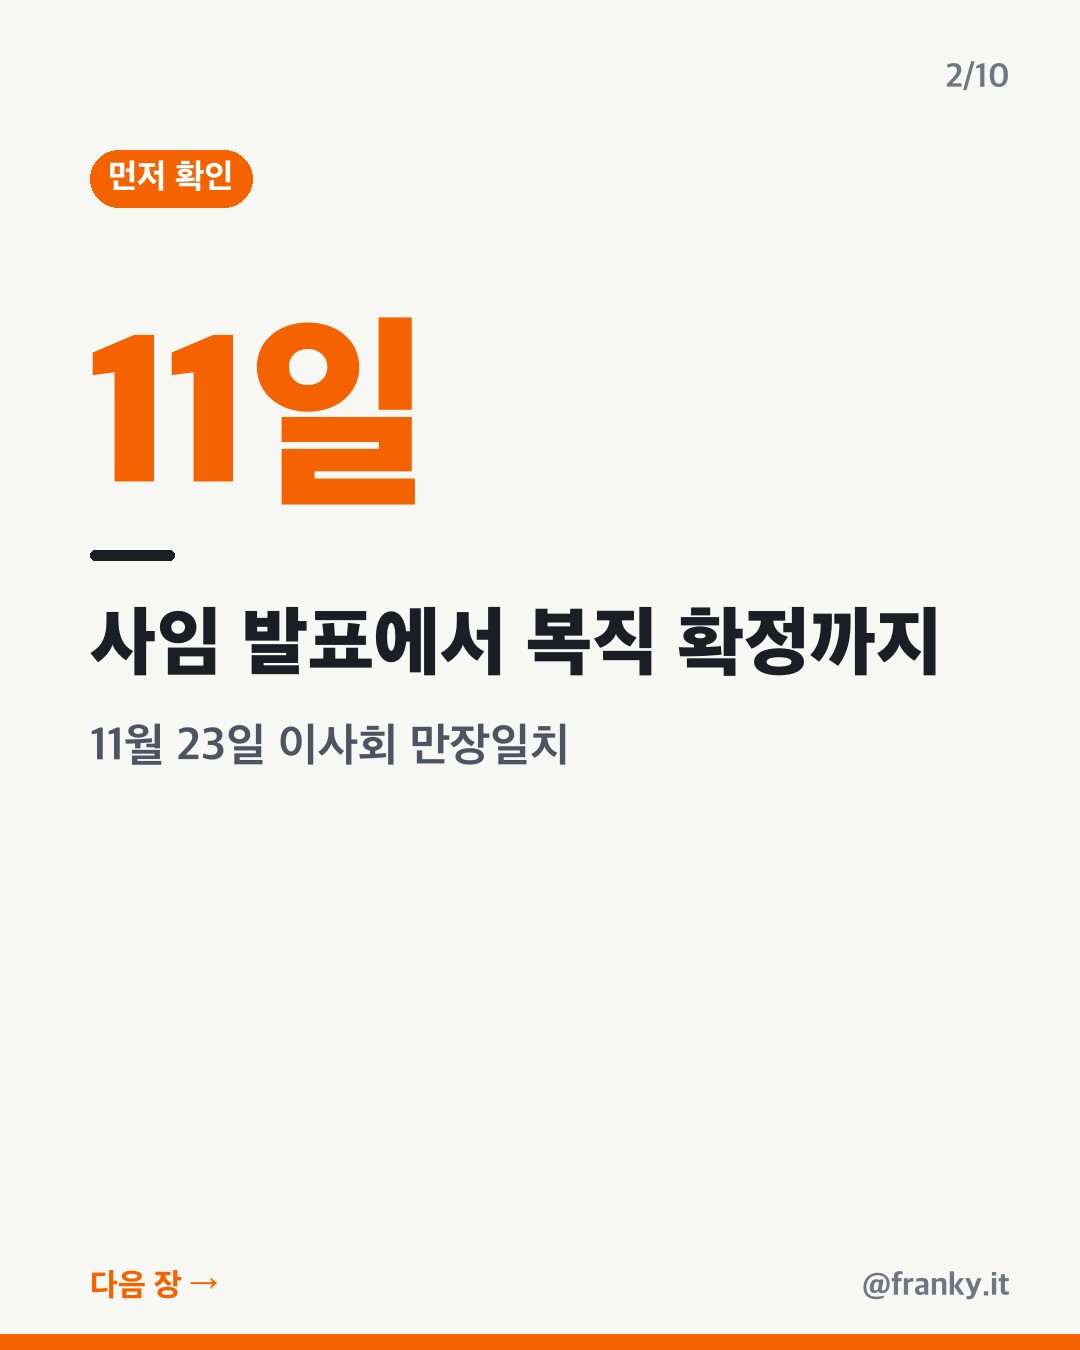 2/10
먼저 확인
11일
사임 발표에서 복직 확정까지
11월 23일 이사회 만장일치
다음 장 →
@franky.it